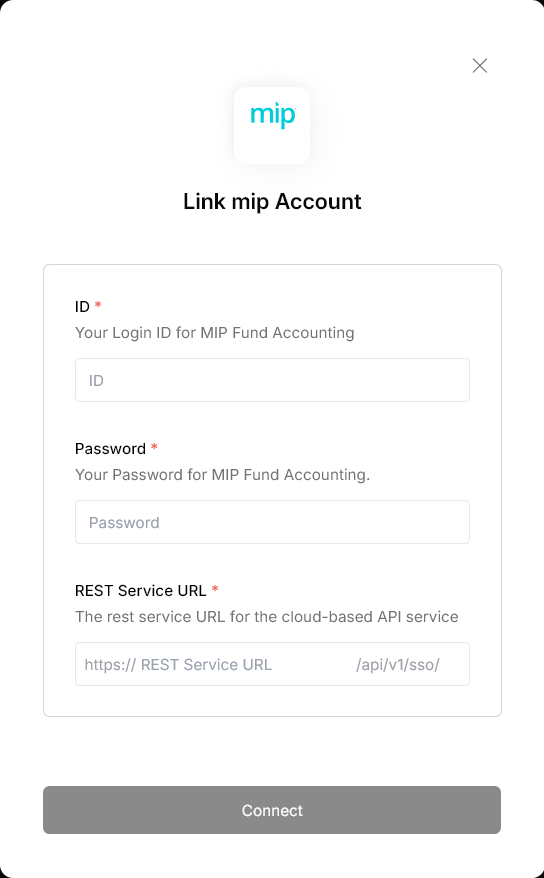 mip
Link mip Account
ID *
Your Login ID for MIP Fund Accounting
ID
Password *
Your Password for MIP Fund Accounting.
Password
REST Service URL *
The rest service URL for the cloud-based API service
https:// REST Service URL /api/v1/sso/
Connect